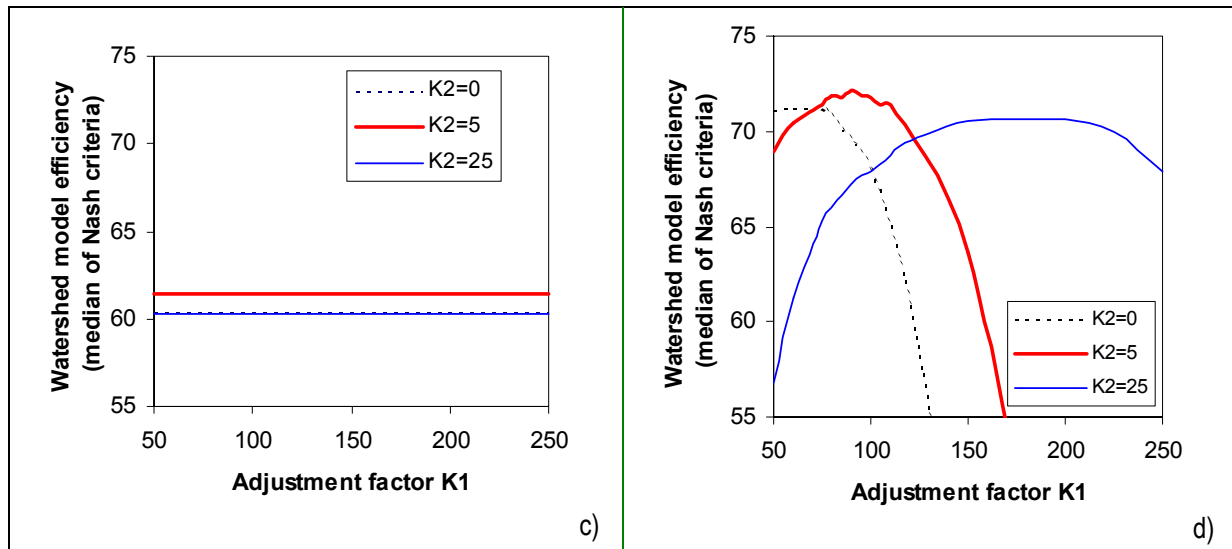 75
70
65
60
55
50
100
150
200
250
Watershed model efficiency
(median of Nash criteria)
Adjustment factor K1
K2=0
K2=5
K2=25
c)
75
70
65
60
55
50
100
150
200
250
Watershed model efficiency
(median of Nash criteria)
Adjustment factor K1
K2=0
K2=5
K2=25
d)